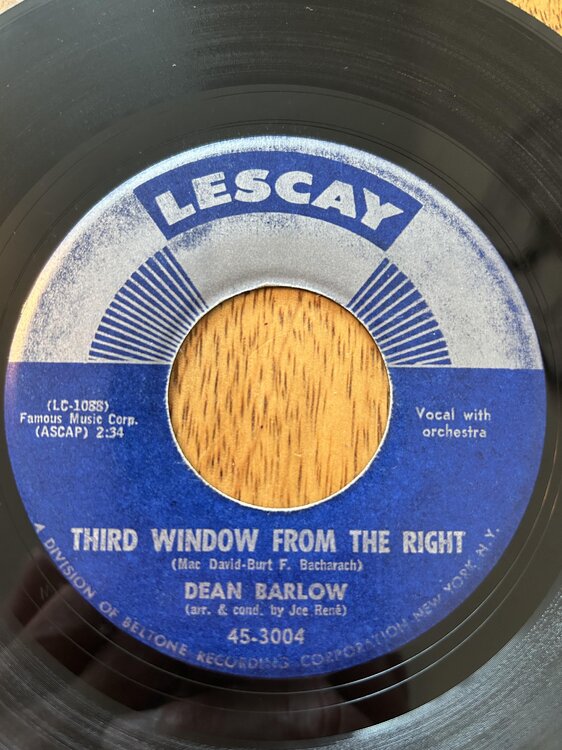 LESCAY
(LC-1088)
Famous Music Corp.
(ASCAP) 2:34
Vocal with
orchestra
THIRD WINDOW FROM THE RIGHT
(Mac David-Burt F. Bacharach)
DEAN BARLOW
(arr. & cond. by Joe René)
45-3004
A DIVISION OF BELTONE RECORDING CORPORATION NEW YORK, N.Y.